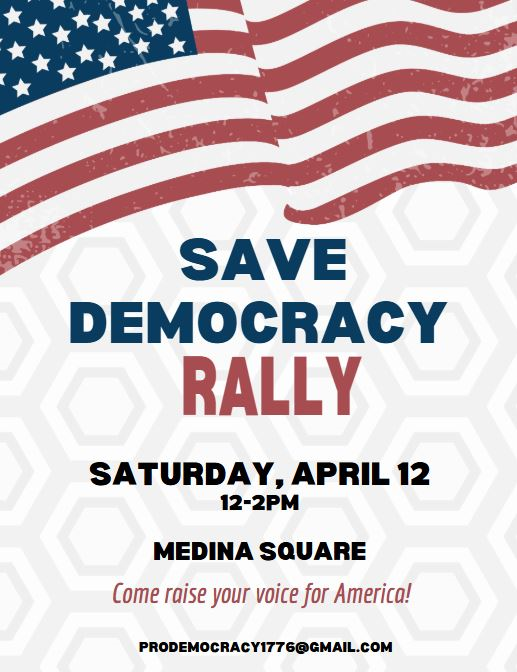 SAVE
DEMOCRACY
RALLY
SATURDAY, APRIL 12
12-2PM
MEDINA SQUARE
Come raise your voice for America!
PRODEMOCRACY1776@GMAIL.COM